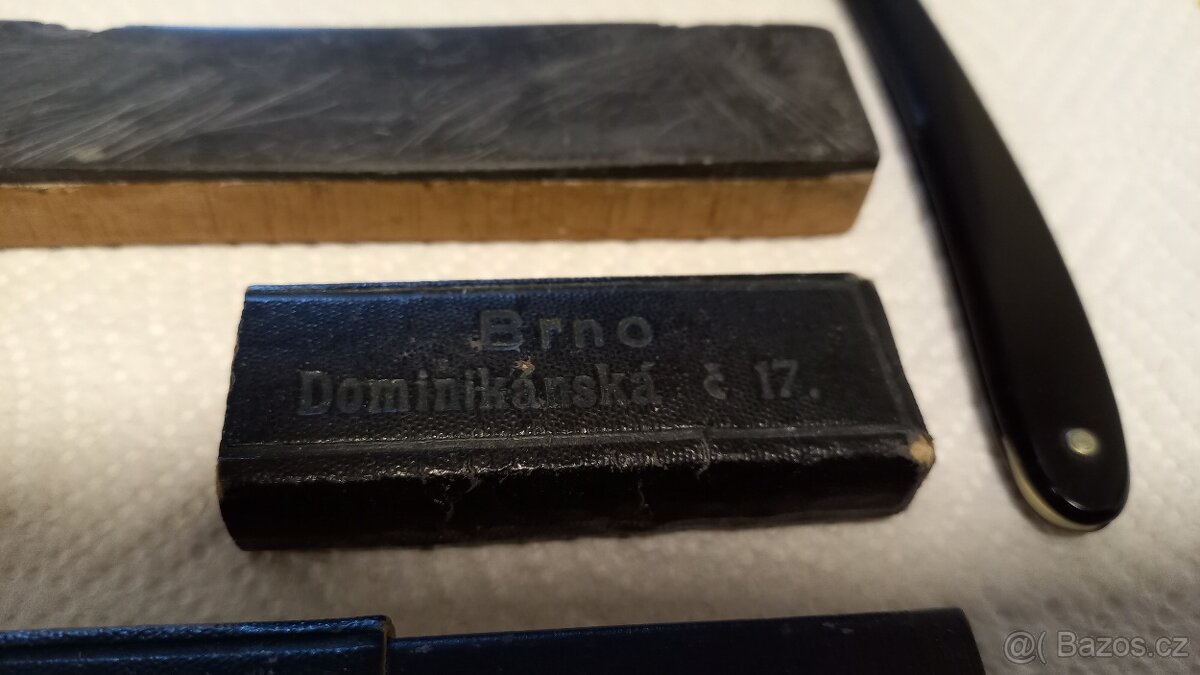 Brno
Dominikánská č 17.
@( Bazos.cz